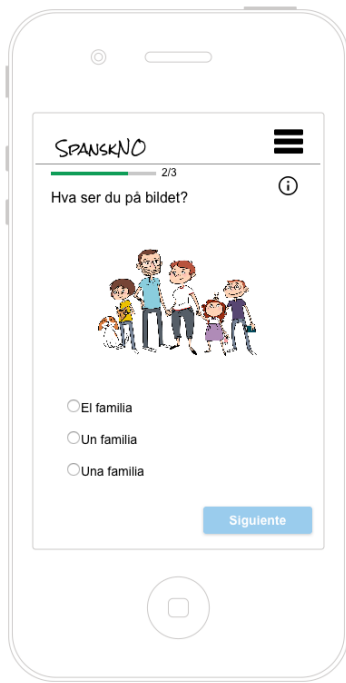 SpanskNO
2/3
Hva ser du på bildet?
El familia
Un familia
Una familia
Siguiente